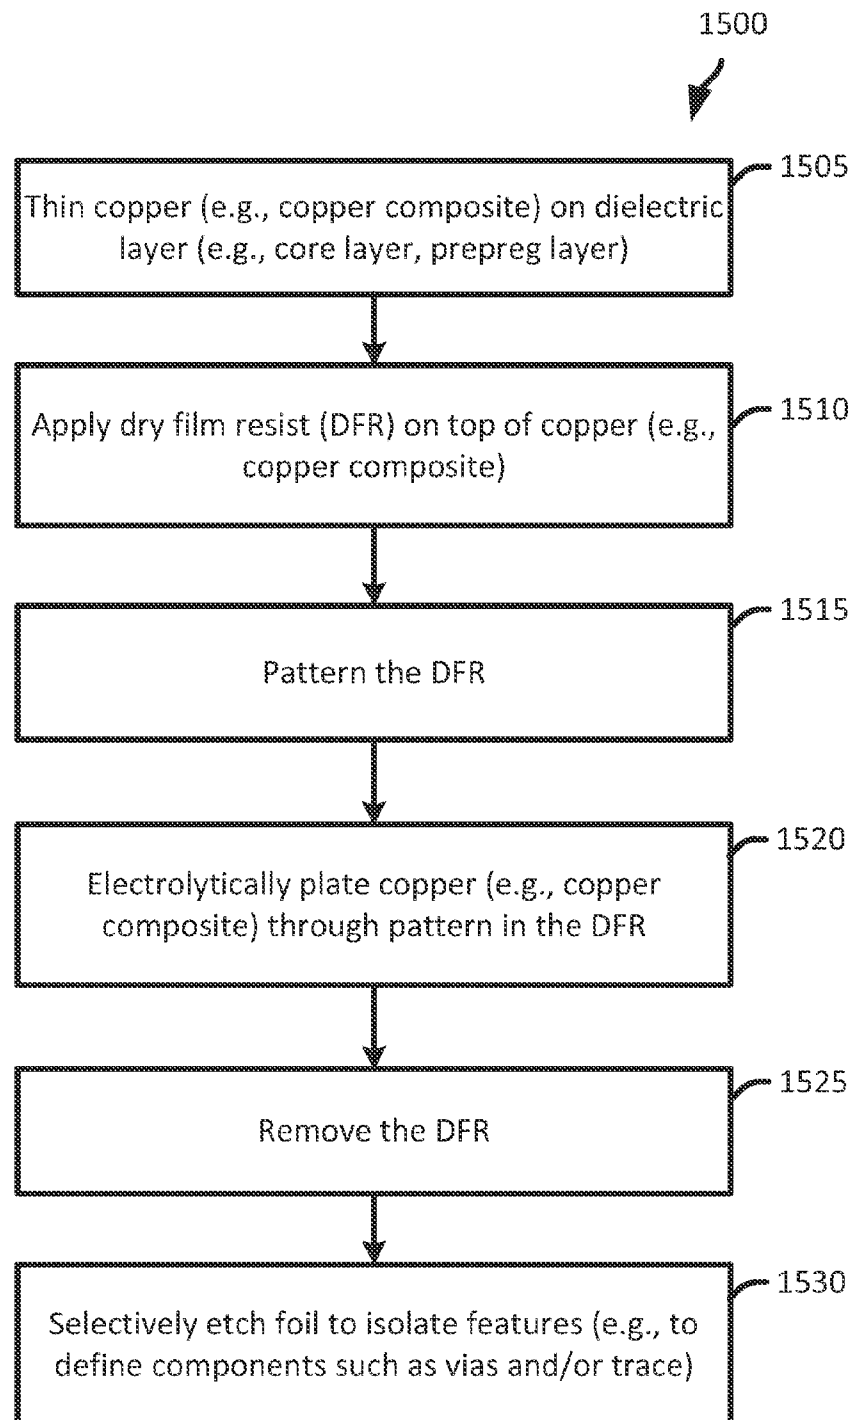 1500
1505
Thin copper (e.g., copper composite) on dielectric
layer (e.g., core layer, prepreg layer)
1510
Apply dry film resist (DFR) on top of copper (e.g.,
copper composite)
1515
Pattern the DFR
1520
Electrolytically plate copper (e.g., copper
composite) through pattern in the DFR
1525
Remove the DFR
1530
Selectively etch foil to isolate features (e.g., to
define components such as vias and/or trace)